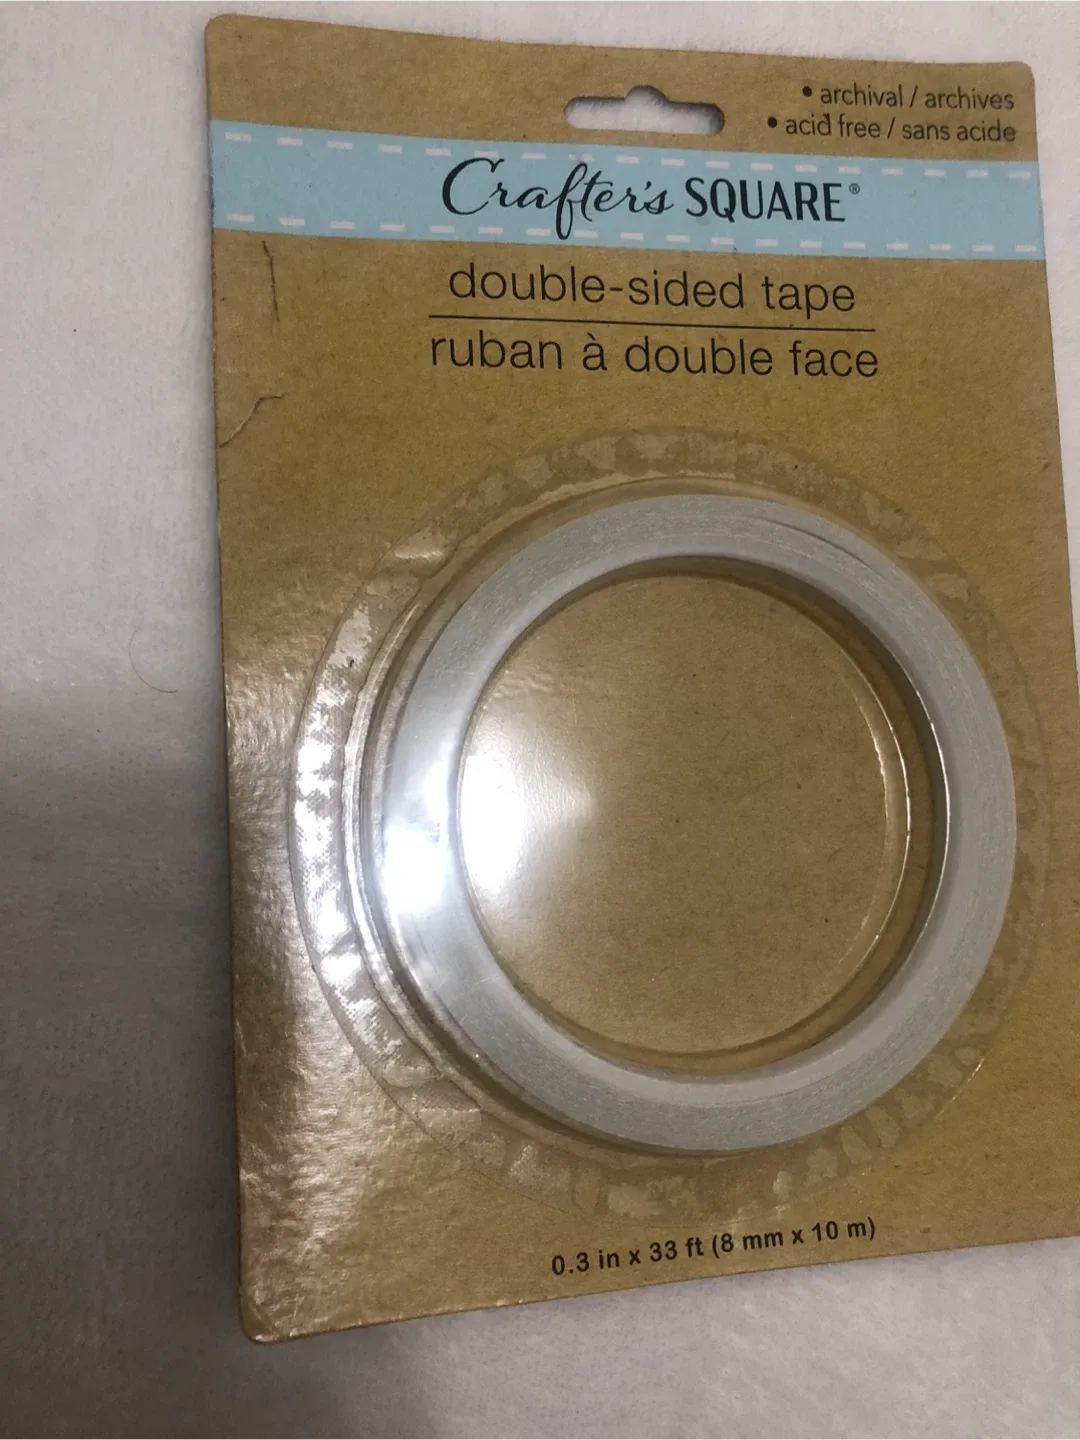 • archival / archives
• acid free / sans acide
Crafter's SQUARE®
double-sided tape
ruban à double face
0.3 in x 33 ft (8 mm x 10 m)